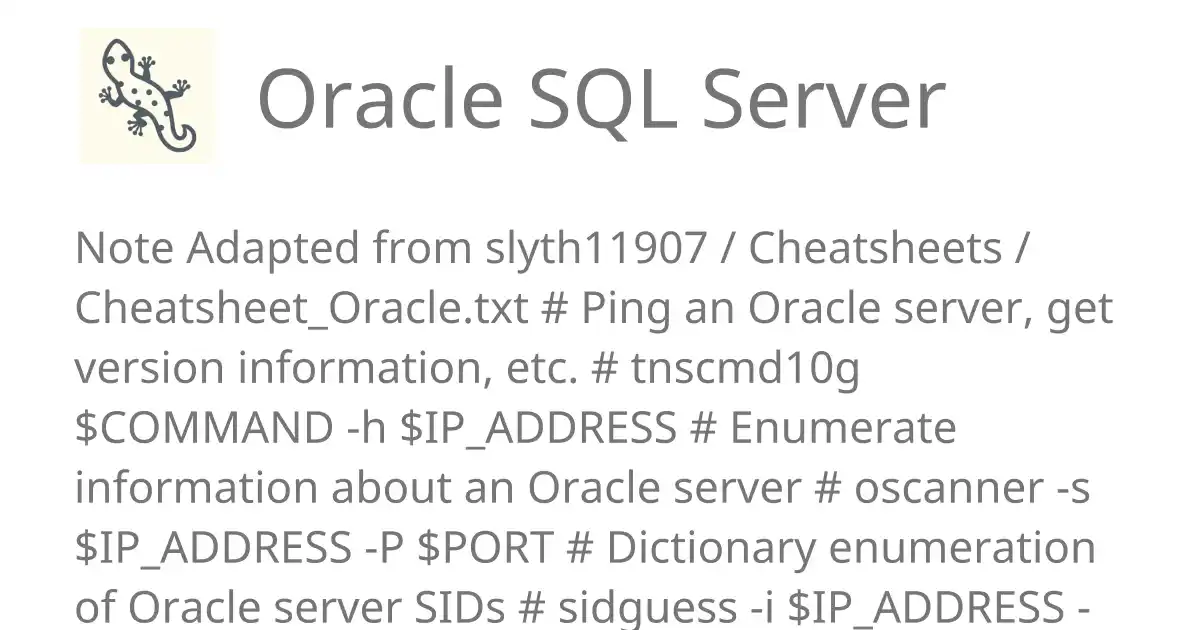 Oracle SQL Server
Note Adapted from slyth11907 / Cheatsheets /
Cheatsheet_Oracle.txt # Ping an Oracle server, get
version information, etc. # tnscmd10g
$COMMAND -h $IP_ADDRESS # Enumerate
information about an Oracle server # oscanner -s
$IP_ADDRESS -P $PORT # Dictionary enumeration
of Oracle server SIDs # sidguess -i $IP_ADDRESS -